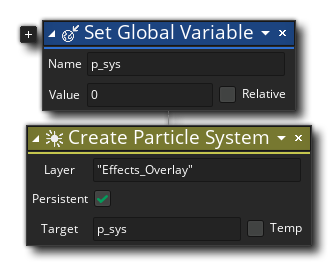 Set Global Variable
Name p_sys
Value 0 Relative
Create Particle System
Layer "Effects_Overlay"
Persistent
Target p_sys Temp